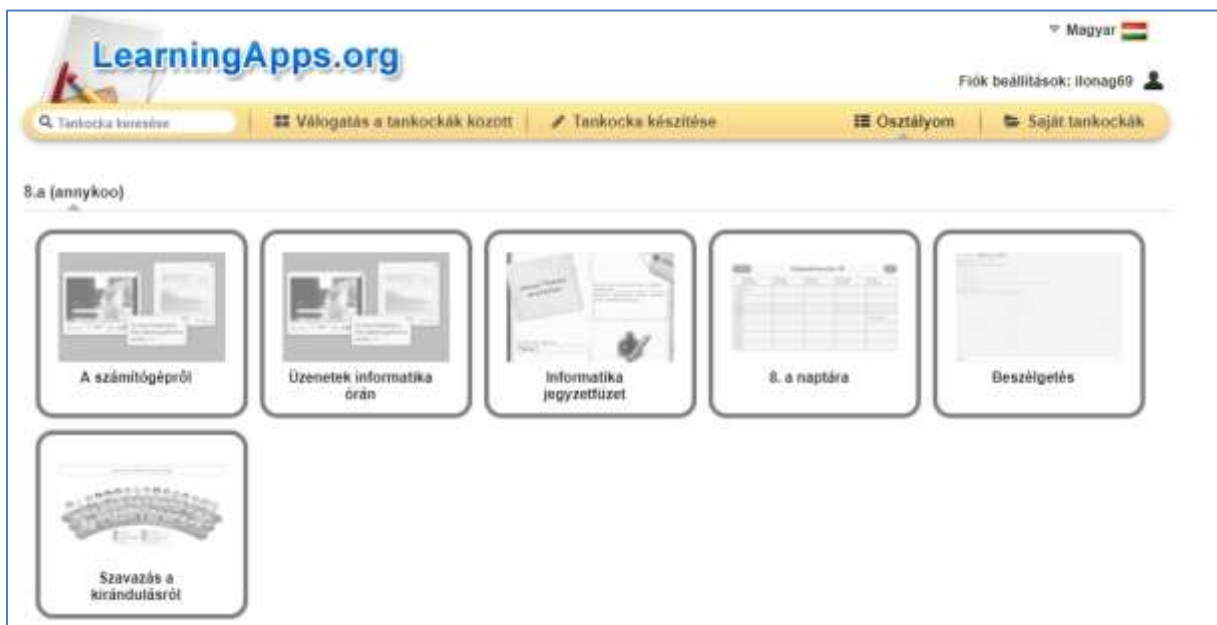 LearningApps.org
Magyar
Fiók beállítások: ilonag69
Tankocka keresése
Válogatás a tankockák között
Tankocka készítése
Osztályom
Saját tankockák
8.a (annykoo)
A számítógépről
Üzenetek informatika
órán
Informatika
jegyzetfüzet
8. a naptára
Beszélgetés
Szavazás a
kirándulásról